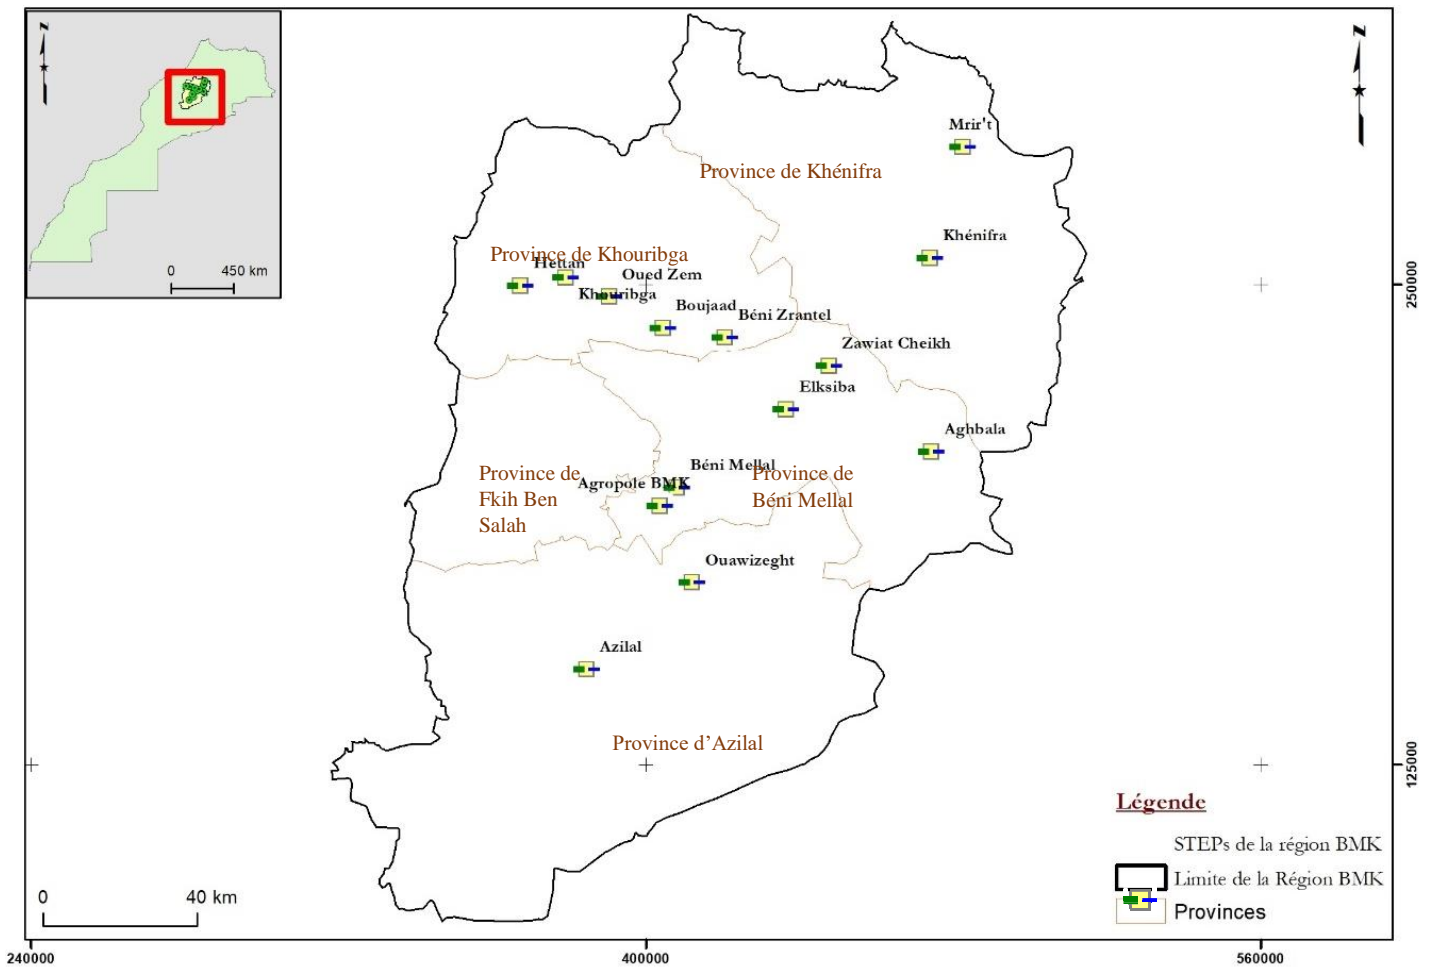 N
N
0 450 km
Mrir't
Province de Khénifra
Khénifra
Province de Khouribga
Hettan
Oued Zem
Khouribga
Boujaad
Béni Zrantel
Zawiat Cheikh
Elksiba
Aghbala
Béni Mellal
Province de
Fkih Ben
Salah
Agropole BMK
Province de
Béni Mellal
Ouawizeght
Azilal
Province d’Azilal
250000
125000
Légende
STEPs de la région BMK
Limite de la Région BMK
Provinces
0 40 km
240000 400000 560000